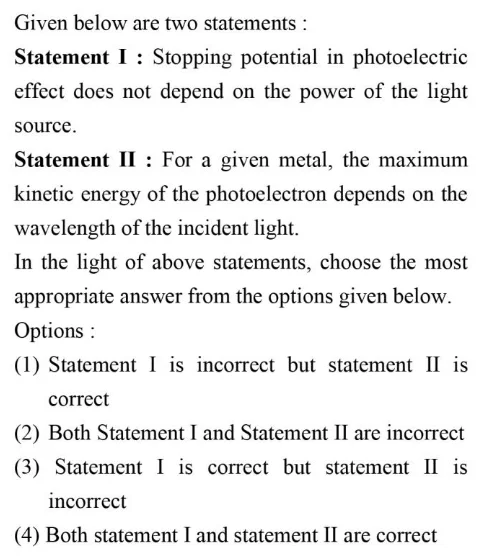 Given below are two statements :
Statement I : Stopping potential in photoelectric
effect does not depend on the power of the light
source.
Statement II : For a given metal, the maximum
kinetic energy of the photoelectron depends on the
wavelength of the incident light.
In the light of above statements, choose the most
appropriate answer from the options given below.
Options :
(1) Statement I is incorrect but statement II is
correct
(2) Both Statement I and Statement II are incorrect
(3) Statement I is correct but statement II is
incorrect
(4) Both statement I and statement II are correct